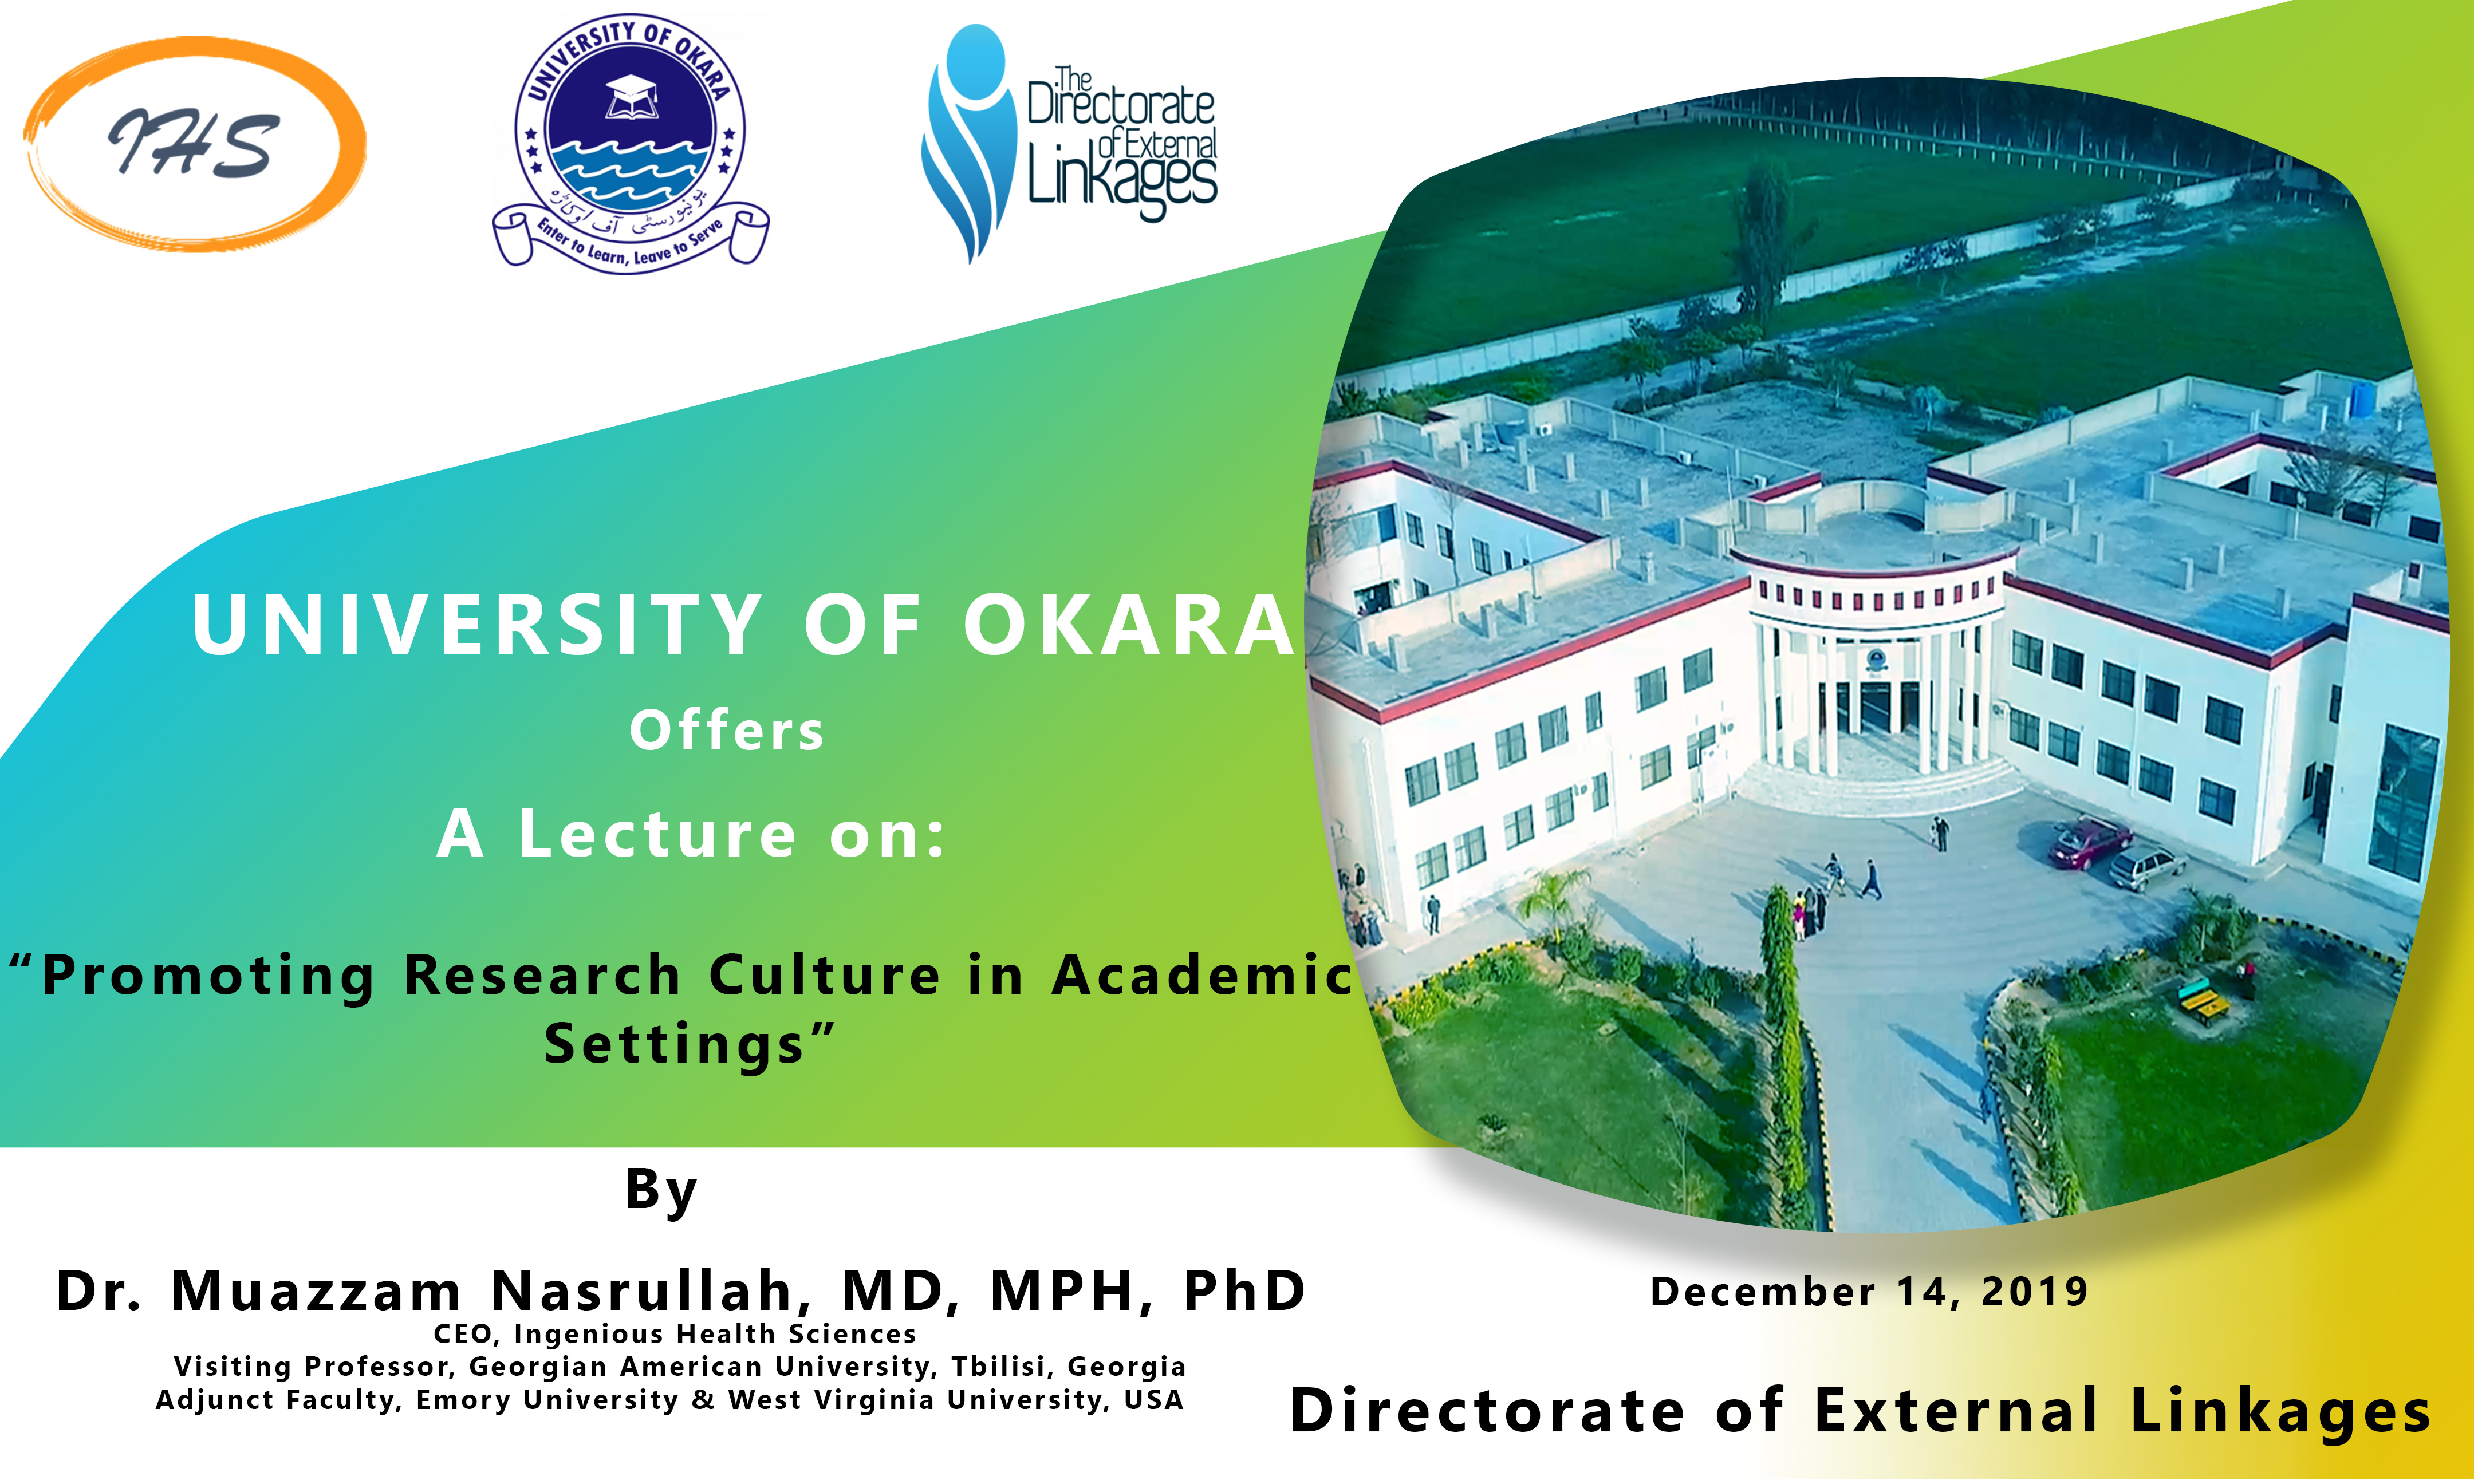 IHS
UNIVERSITY OF OKARA
یونیورسٹی آف اوکاڑہ
Enter to Learn, Leave to Serve
The
Directorate
of External
Linkages
UNIVERSITY OF OKARA
Offers
A Lecture on:
“Promoting Research Culture in Academic
Settings”
By
Dr. Muazzam Nasrullah, MD, MPH, PhD
CEO, Ingenious Health Sciences
Visiting Professor, Georgian American University, Tbilisi, Georgia
Adjunct Faculty, Emory University & West Virginia University, USA
December 14, 2019
Directorate of External Linkages